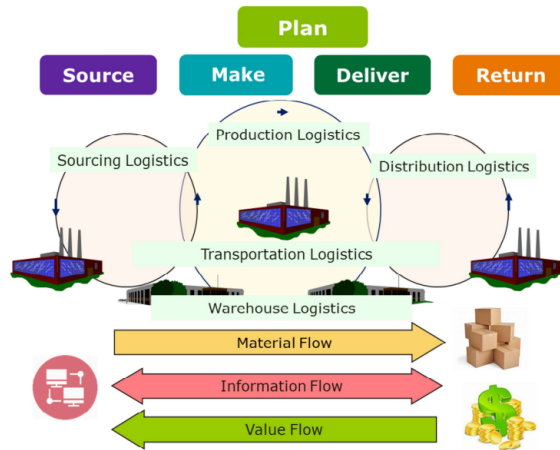 Plan
Source
Make
Deliver
Return
Production Logistics
Sourcing Logistics
Distribution Logistics
Transportation Logistics
Warehouse Logistics
Material Flow
Information Flow
Value Flow